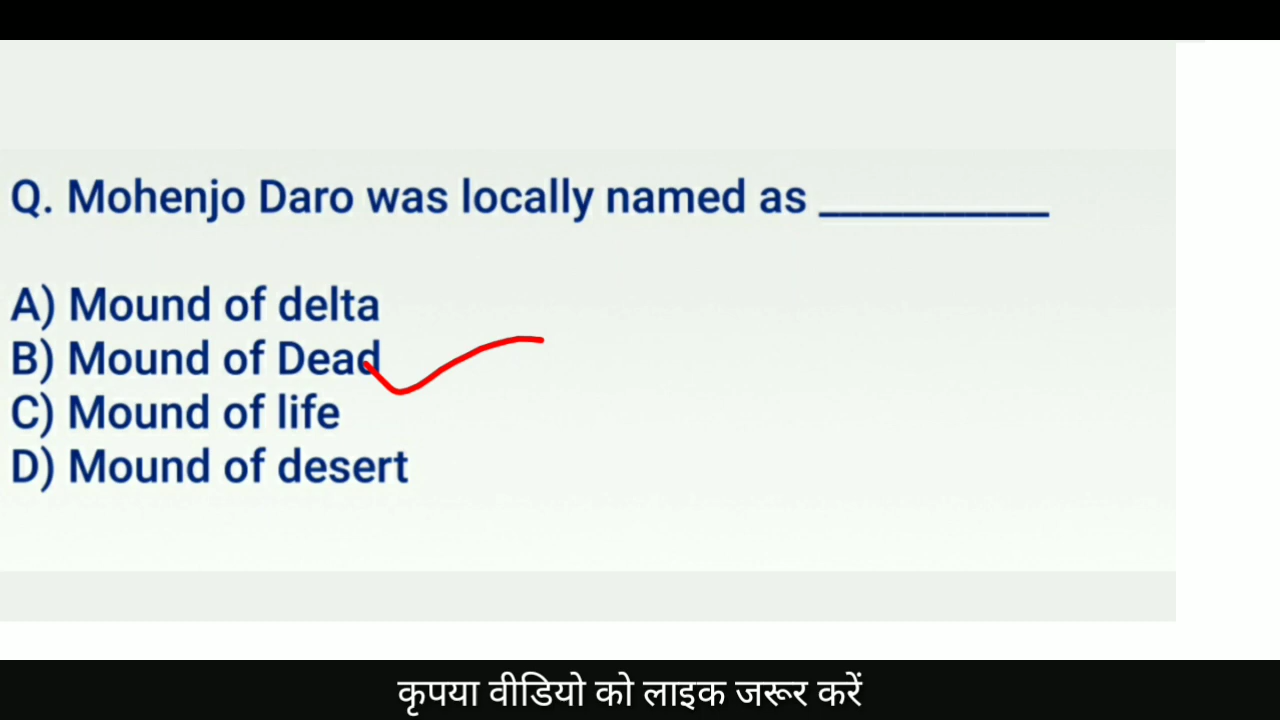 Q. Mohenjo Daro was locally named as ___________
A) Mound of delta
B) Mound of Dead
C) Mound of life
D) Mound of desert
कृपया वीडियो को लाइक जरूर करें